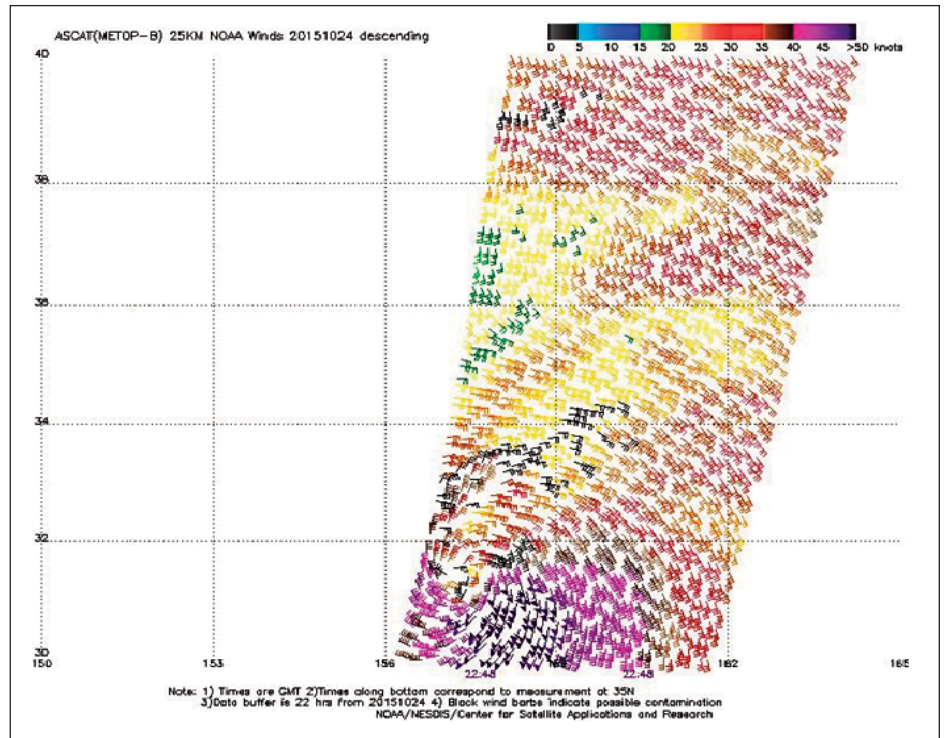 ASCAT(METOP-B) 25KM NOAA Winds 20151024 descending
0 5 10 15 20 25 30 35 40 45 >50 knots
40
38
36
34
32
30
150 153 156 162 165
22:48 22:48
Note: 1) Times are GMT 2)Times along bottom correspond to measurement at 35N
3)Data buffer is 22 hrs from 20151024 4) Black wind barbs indicate possible contamination
NOAA/NESDIS/Center for Satellite Applications and Research